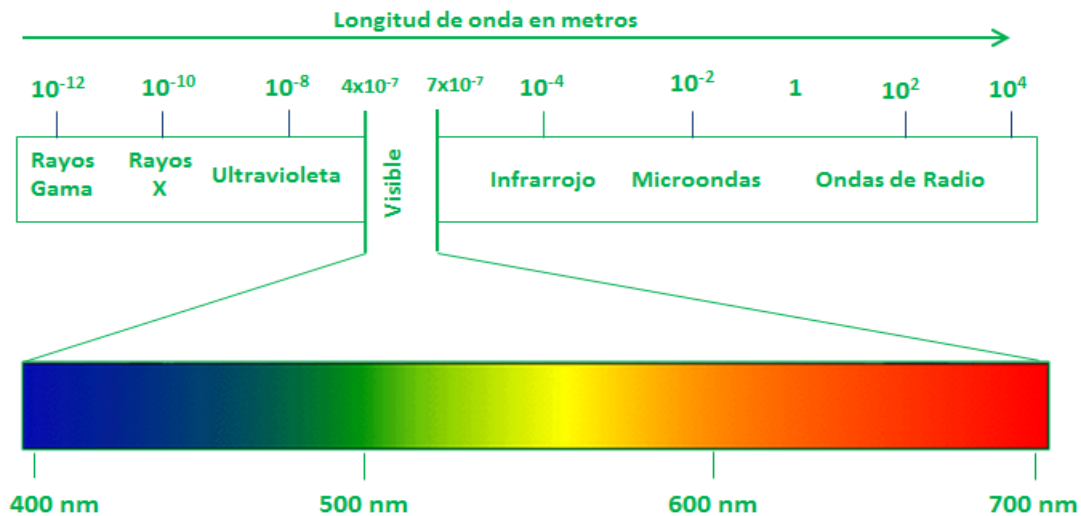 Longitud de onda en metros
10⁻¹² 10⁻¹⁰ 10⁻⁸ 4x10⁻⁷ 7x10⁻⁷ 10⁻⁴ 10⁻² 1 10² 10⁴
Rayos Gama
Rayos X
Ultravioleta
Visible
Infrarrojo
Microondas
Ondas de Radio
400 nm 500 nm 600 nm 700 nm